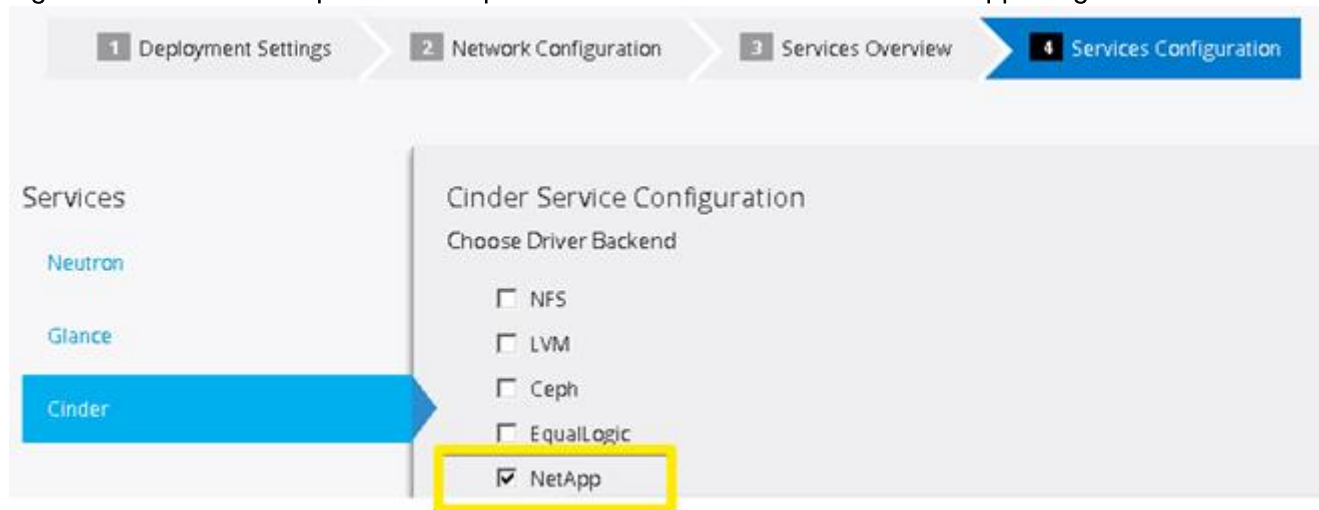 1 Deployment Settings 2 Network Configuration 3 Services Overview 4 Services Configuration
Services
Neutron
Glance
Cinder
Cinder Service Configuration
Choose Driver Backend
NFS
LVM
Ceph
EqualLogic
NetApp